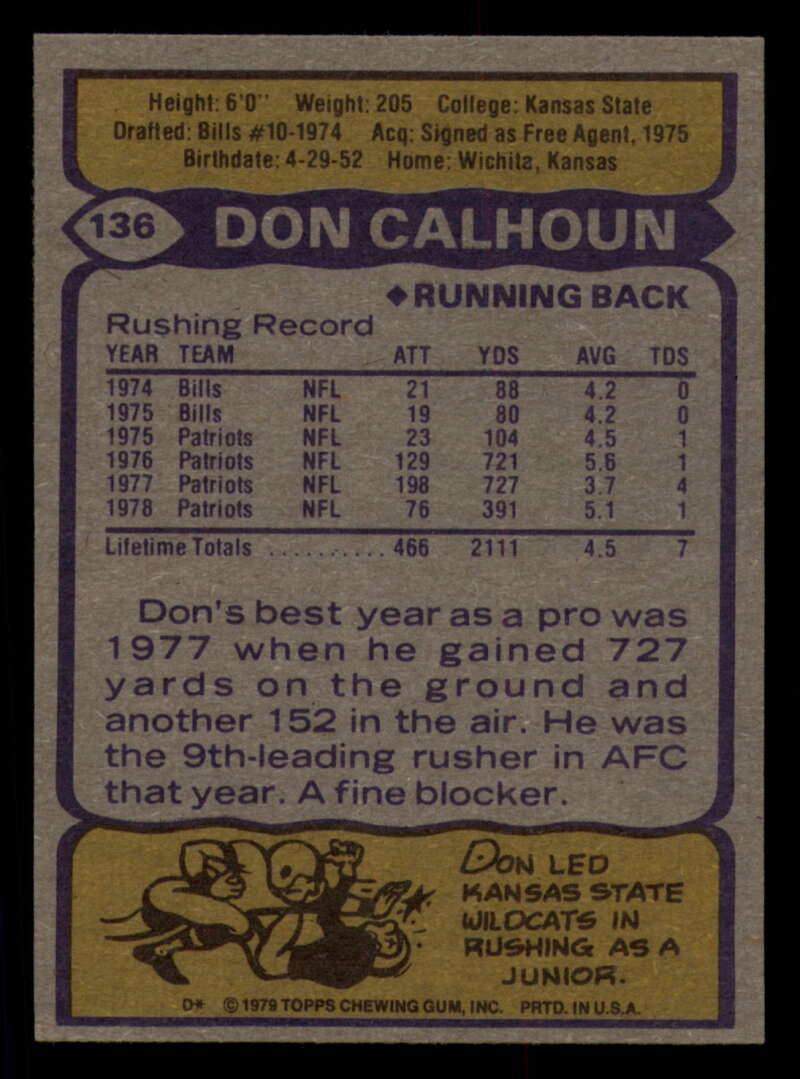 Height: 6'0" Weight: 205 College: Kansas State
Drafted: Bills #10-1974 Acq: Signed as Free Agent, 1975
Birthdate: 4-29-52 Home: Wichita, Kansas
136 DON CALHOUN
◆RUNNING BACK
Rushing Record
YEAR TEAM ATT YDS AVG TDS
1974 Bills NFL 21 88 4.2 0
1975 Bills NFL 19 80 4.2 0
1975 Patriots NFL 23 104 4.5 1
1976 Patriots NFL 129 721 5.6 1
1977 Patriots NFL 198 727 3.7 4
1978 Patriots NFL 76 391 5.1 1
Lifetime Totals .......... 466 2111 4.5 7
Don's best year as a pro was
1977 when he gained 727
yards on the ground and
another 152 in the air. He was
the 9th-leading rusher in AFC
that year. A fine blocker.
DON LED
KANSAS STATE
WILDCATS IN
RUSHING AS A
JUNIOR.
D* © 1979 TOPPS CHEWING GUM, INC. PRTD. IN U.S.A.